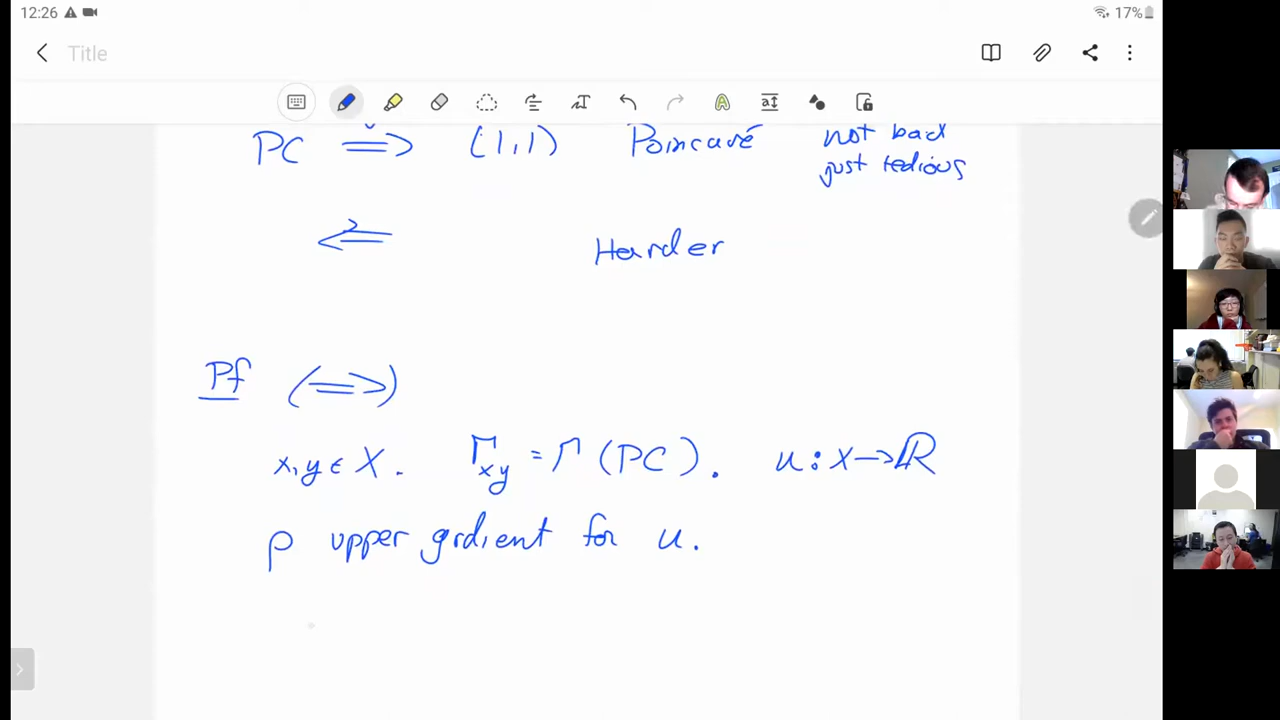 12:26 17%
Title
PC ⟹ (1,1) Poincaré not bad
just tedious
⟸ Harder
Pf (⟹)
x,y ∈ X. Γxy = Γ (PC). u: X → ℝ
ρ upper grdient for u.